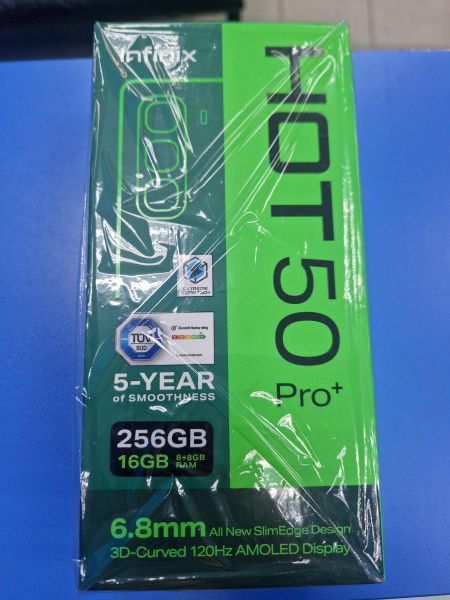 Infinix
HOT 50
Pro+
EXTREME
TÜV
SÜD
5-YEAR
of SMOOTHNESS
256GB
16GB 8+8GB
RAM
6.8mm All New SlimEdge Design
3D-Curved 120Hz AMOLED Display